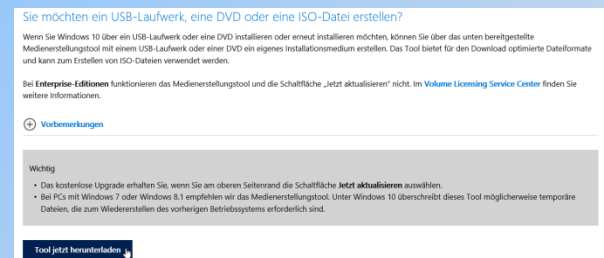 Sie möchten ein USB-Laufwerk, eine DVD oder eine ISO-Datei erstellen?
Wenn Sie Windows 10 über ein USB-Laufwerk oder eine DVD installieren oder erneut installieren möchten, können Sie über das unten bereitgestellte
Medienerstellungstool mit einem USB-Laufwerk oder einer DVD ein eigenes Installationsmedium erstellen. Das Tool bietet für den Download optimierte Dateiformate
und kann zum Erstellen von ISO-Dateien verwendet werden.
Bei Enterprise-Editionen funktionieren das Medienerstellungstool und die Schaltfläche „Jetzt aktualisieren" nicht. Im Volume Licensing Service Center finden Sie
weitere Informationen.
Vorbemerkungen
Wichtig
• Das kostenlose Upgrade erhalten Sie, wenn Sie am oberen Seitenrand die Schaltfläche Jetzt aktualisieren auswählen.
• Bei PCs mit Windows 7 oder Windows 8.1 empfehlen wir das Medienerstellungstool. Unter Windows 10 überschreibt dieses Tool möglicherweise temporäre
Dateien, die zum Wiederherstellen des vorherigen Betriebssystems erforderlich sind.
Tool jetzt herunterladen